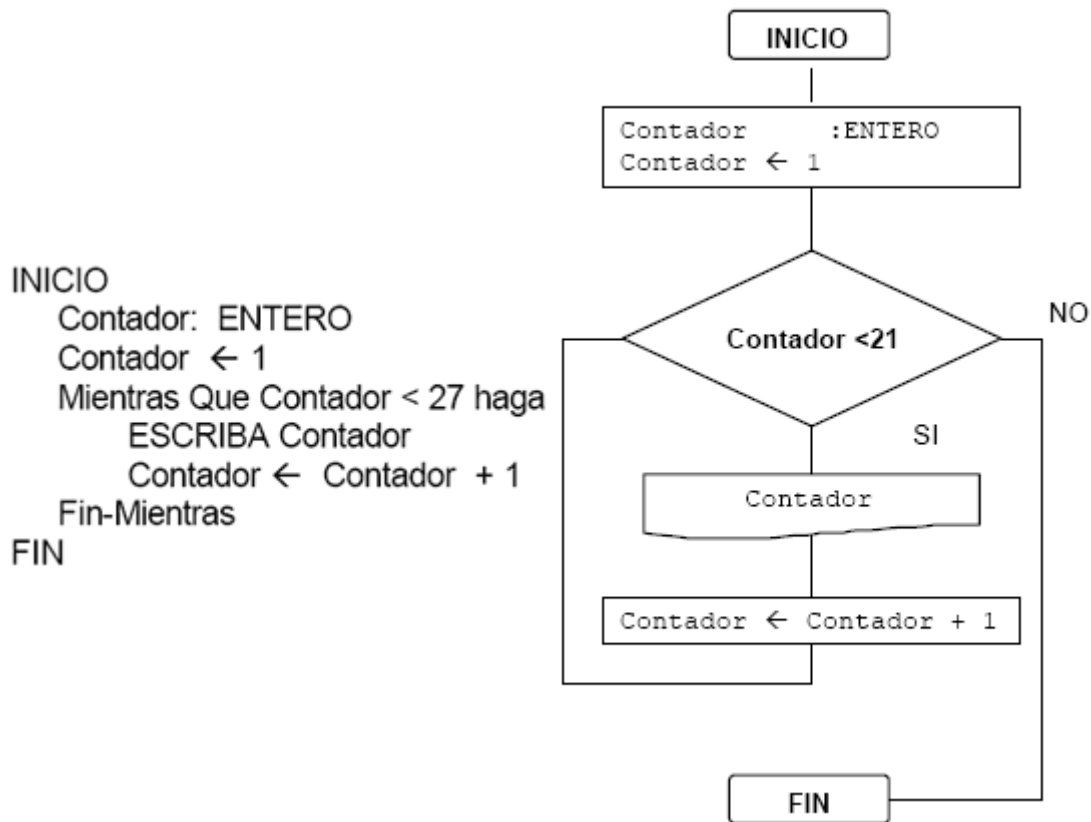 INICIO
Contador: ENTERO
Contador ← 1
Mientras Que Contador < 27 haga
ESCRIBA Contador
Contador ← Contador + 1
Fin-Mientras
FIN
INICIO
Contador :ENTERO
Contador ← 1
Contador <21
NO
SI
Contador
Contador ← Contador + 1
FIN